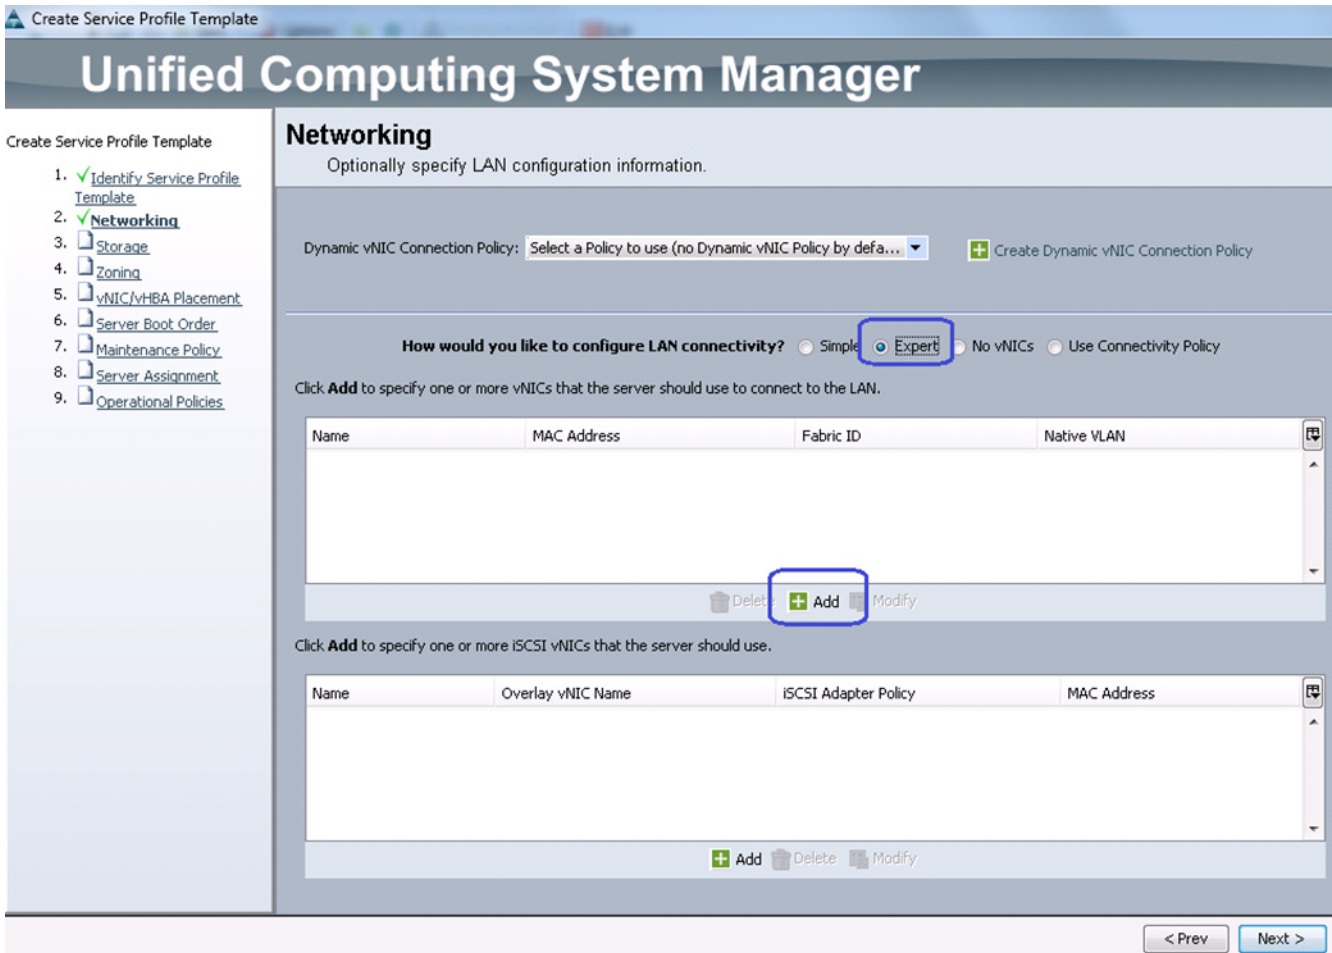 Create Service Profile Template
Unified Computing System Manager
Create Service Profile Template
1. Identify Service Profile
Template
2. Networking
3. Storage
4. Zoning
5. vNIC/vHBA Placement
6. Server Boot Order
7. Maintenance Policy
8. Server Assignment
9. Operational Policies
Networking
Optionally specify LAN configuration information.
Dynamic vNIC Connection Policy: Select a Policy to use (no Dynamic vNIC Policy by defa... Create Dynamic vNIC Connection Policy
How would you like to configure LAN connectivity? Simple Expert No vNICs Use Connectivity Policy
Click Add to specify one or more vNICs that the server should use to connect to the LAN.
Name MAC Address Fabric ID Native VLAN
Delete Add Modify
Click Add to specify one or more iSCSI vNICs that the server should use.
Name Overlay vNIC Name iSCSI Adapter Policy MAC Address
Add Delete Modify
< Prev Next >